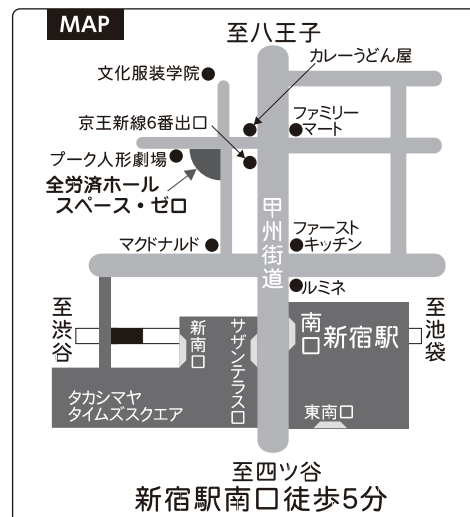 MAP
至八王子
カレーうどん屋
文化服装学院
ファミリー
マート
京王新線6番出口
プーク人形劇場
全労済ホール
スペース・ゼロ
甲州街道
マクドナルド
ファースト
キッチン
ルミネ
至渋谷
新南口
サザンテラス口
南口
新宿駅
至池袋
タカシマヤ
タイムズスクエア
東南口
至四ツ谷
新宿駅南口徒歩5分